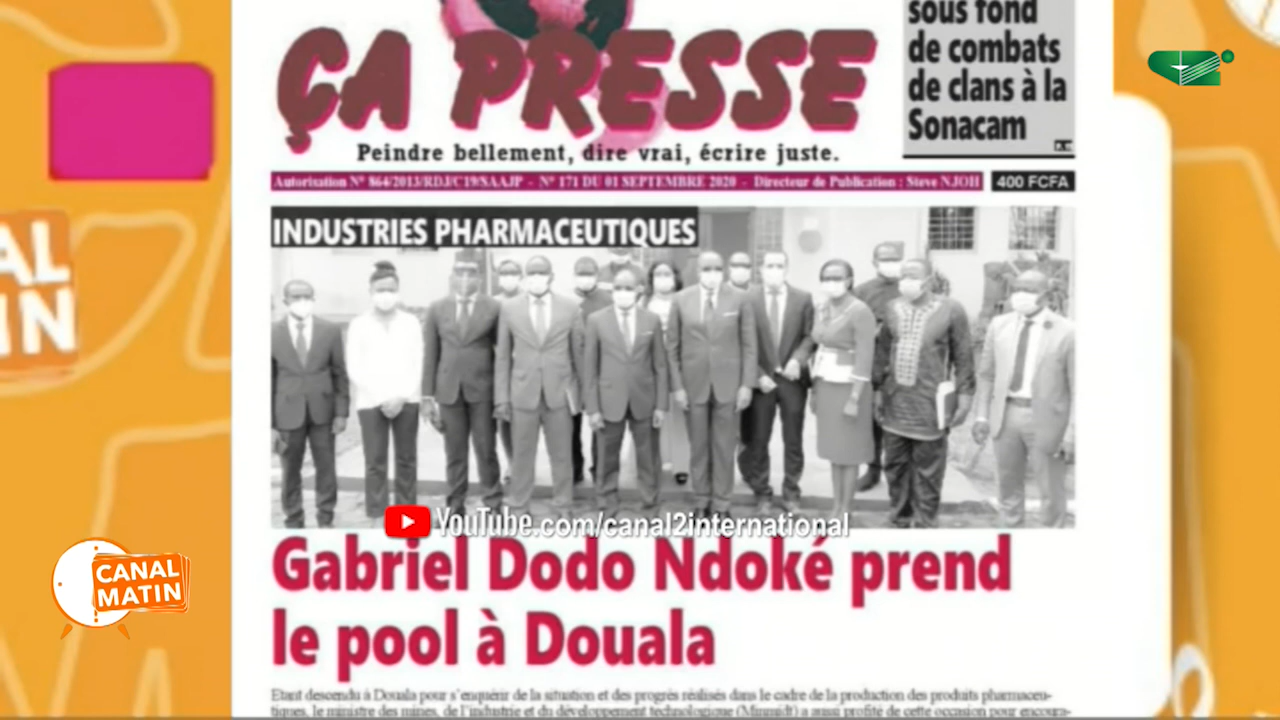 sous fond
de combats
de clans à la
Sonacam
ÇA PRESSE
Peindre bellement, dire vrai, écrire juste.
Autorisation N° 864/2013/RDJ/C19/SAAJP - N° 171 DU 01 SEPTEMBRE 2020 - Directeur de Publication : Steve NJOH
400 FCFA
INDUSTRIES PHARMACEUTIQUES
YouTube.com/canal2international
Gabriel Dodo Ndoké prend
le pool à Douala
Etant descendu à Douala pour s'enquérir de la situation et des progrès réalisés dans le cadre de la production des produits pharmaceu-
tiques, le ministre des mines, de l'industrie et du développement technologique (Minmidt) a aussi profité de cette occasion pour encoura-
AL
IN
CANAL
MATIN